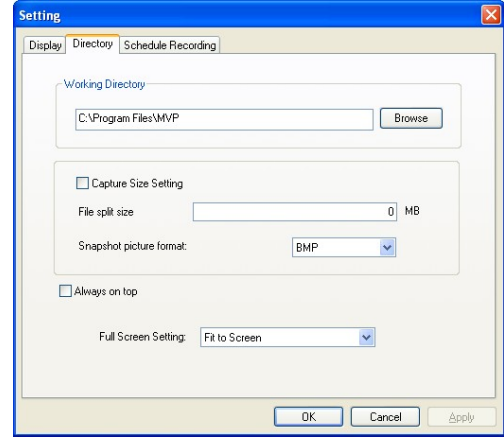 Setting
Display Directory Schedule Recording
Working Directory
C:\Program Files\MVP Browse
Capture Size Setting
File split size 0 MB
Snapshot picture format: BMP
Always on top
Full Screen Setting: Fit to Screen
OK Cancel Apply